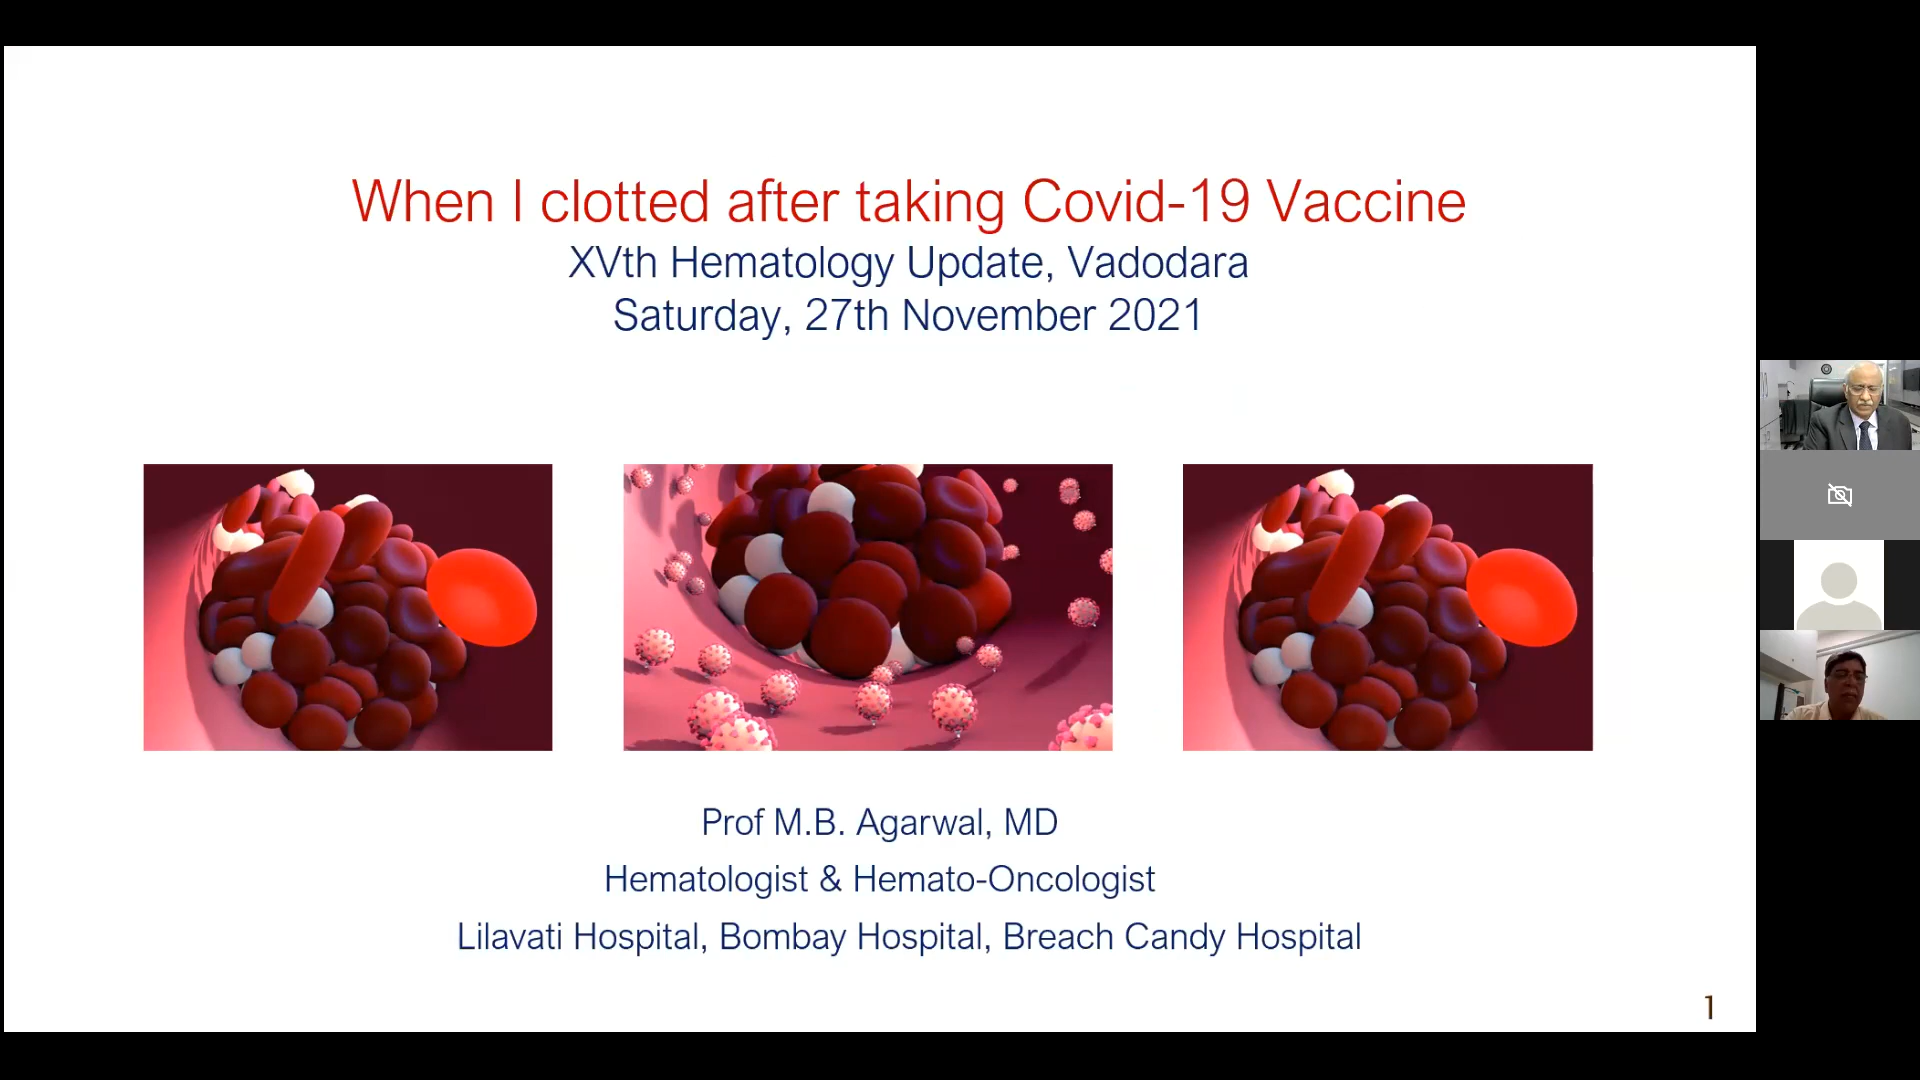 When I clotted after taking Covid-19 Vaccine
XVth Hematology Update, Vadodara
Saturday, 27th November 2021
Prof M.B. Agarwal, MD
Hematologist & Hemato-Oncologist
Lilavati Hospital, Bombay Hospital, Breach Candy Hospital
1